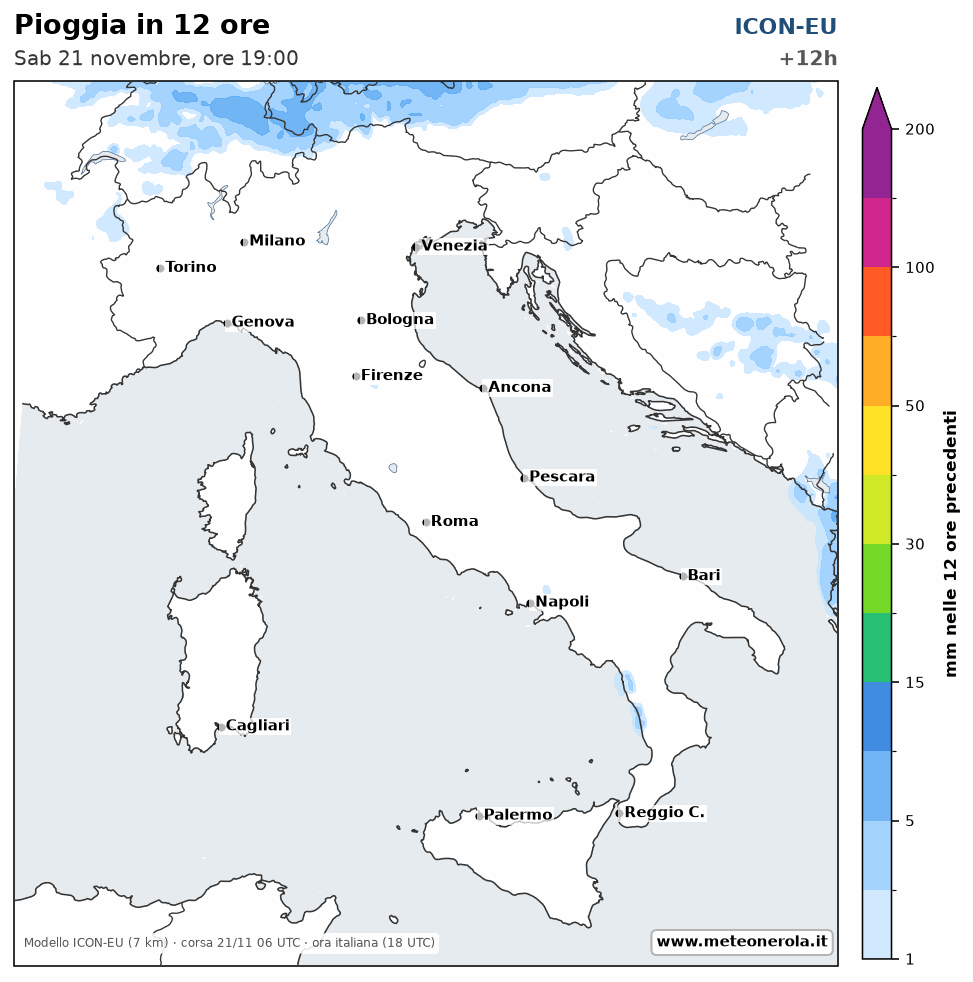 Pioggia in 12 ore
ICON-EU
Sab 21 novembre, ore 19:00
+12h
200
100
50
30
15
5
1
mm nelle 12 ore precedenti
Milano
Venezia
Torino
Genova
Bologna
Firenze
Ancona
Pescara
Roma
Bari
Napoli
Cagliari
Palermo
Reggio C.
Modello ICON-EU (7 km) · corsa 21/11 06 UTC · ora italiana (18 UTC)
www.meteonerola.it